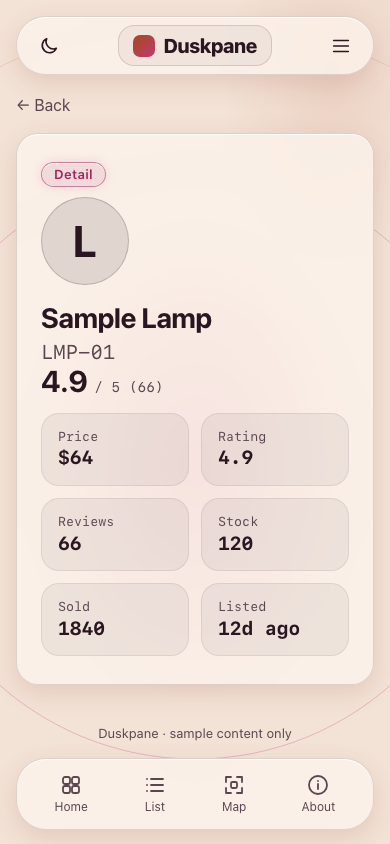 Duskpane
← Back
Detail
L
Sample Lamp
LMP-01
4.9 / 5 (66)
Price
$64
Rating
4.9
Reviews
66
Stock
120
Sold
1840
Listed
12d ago
Duskpane · sample content only
Home
List
Map
About